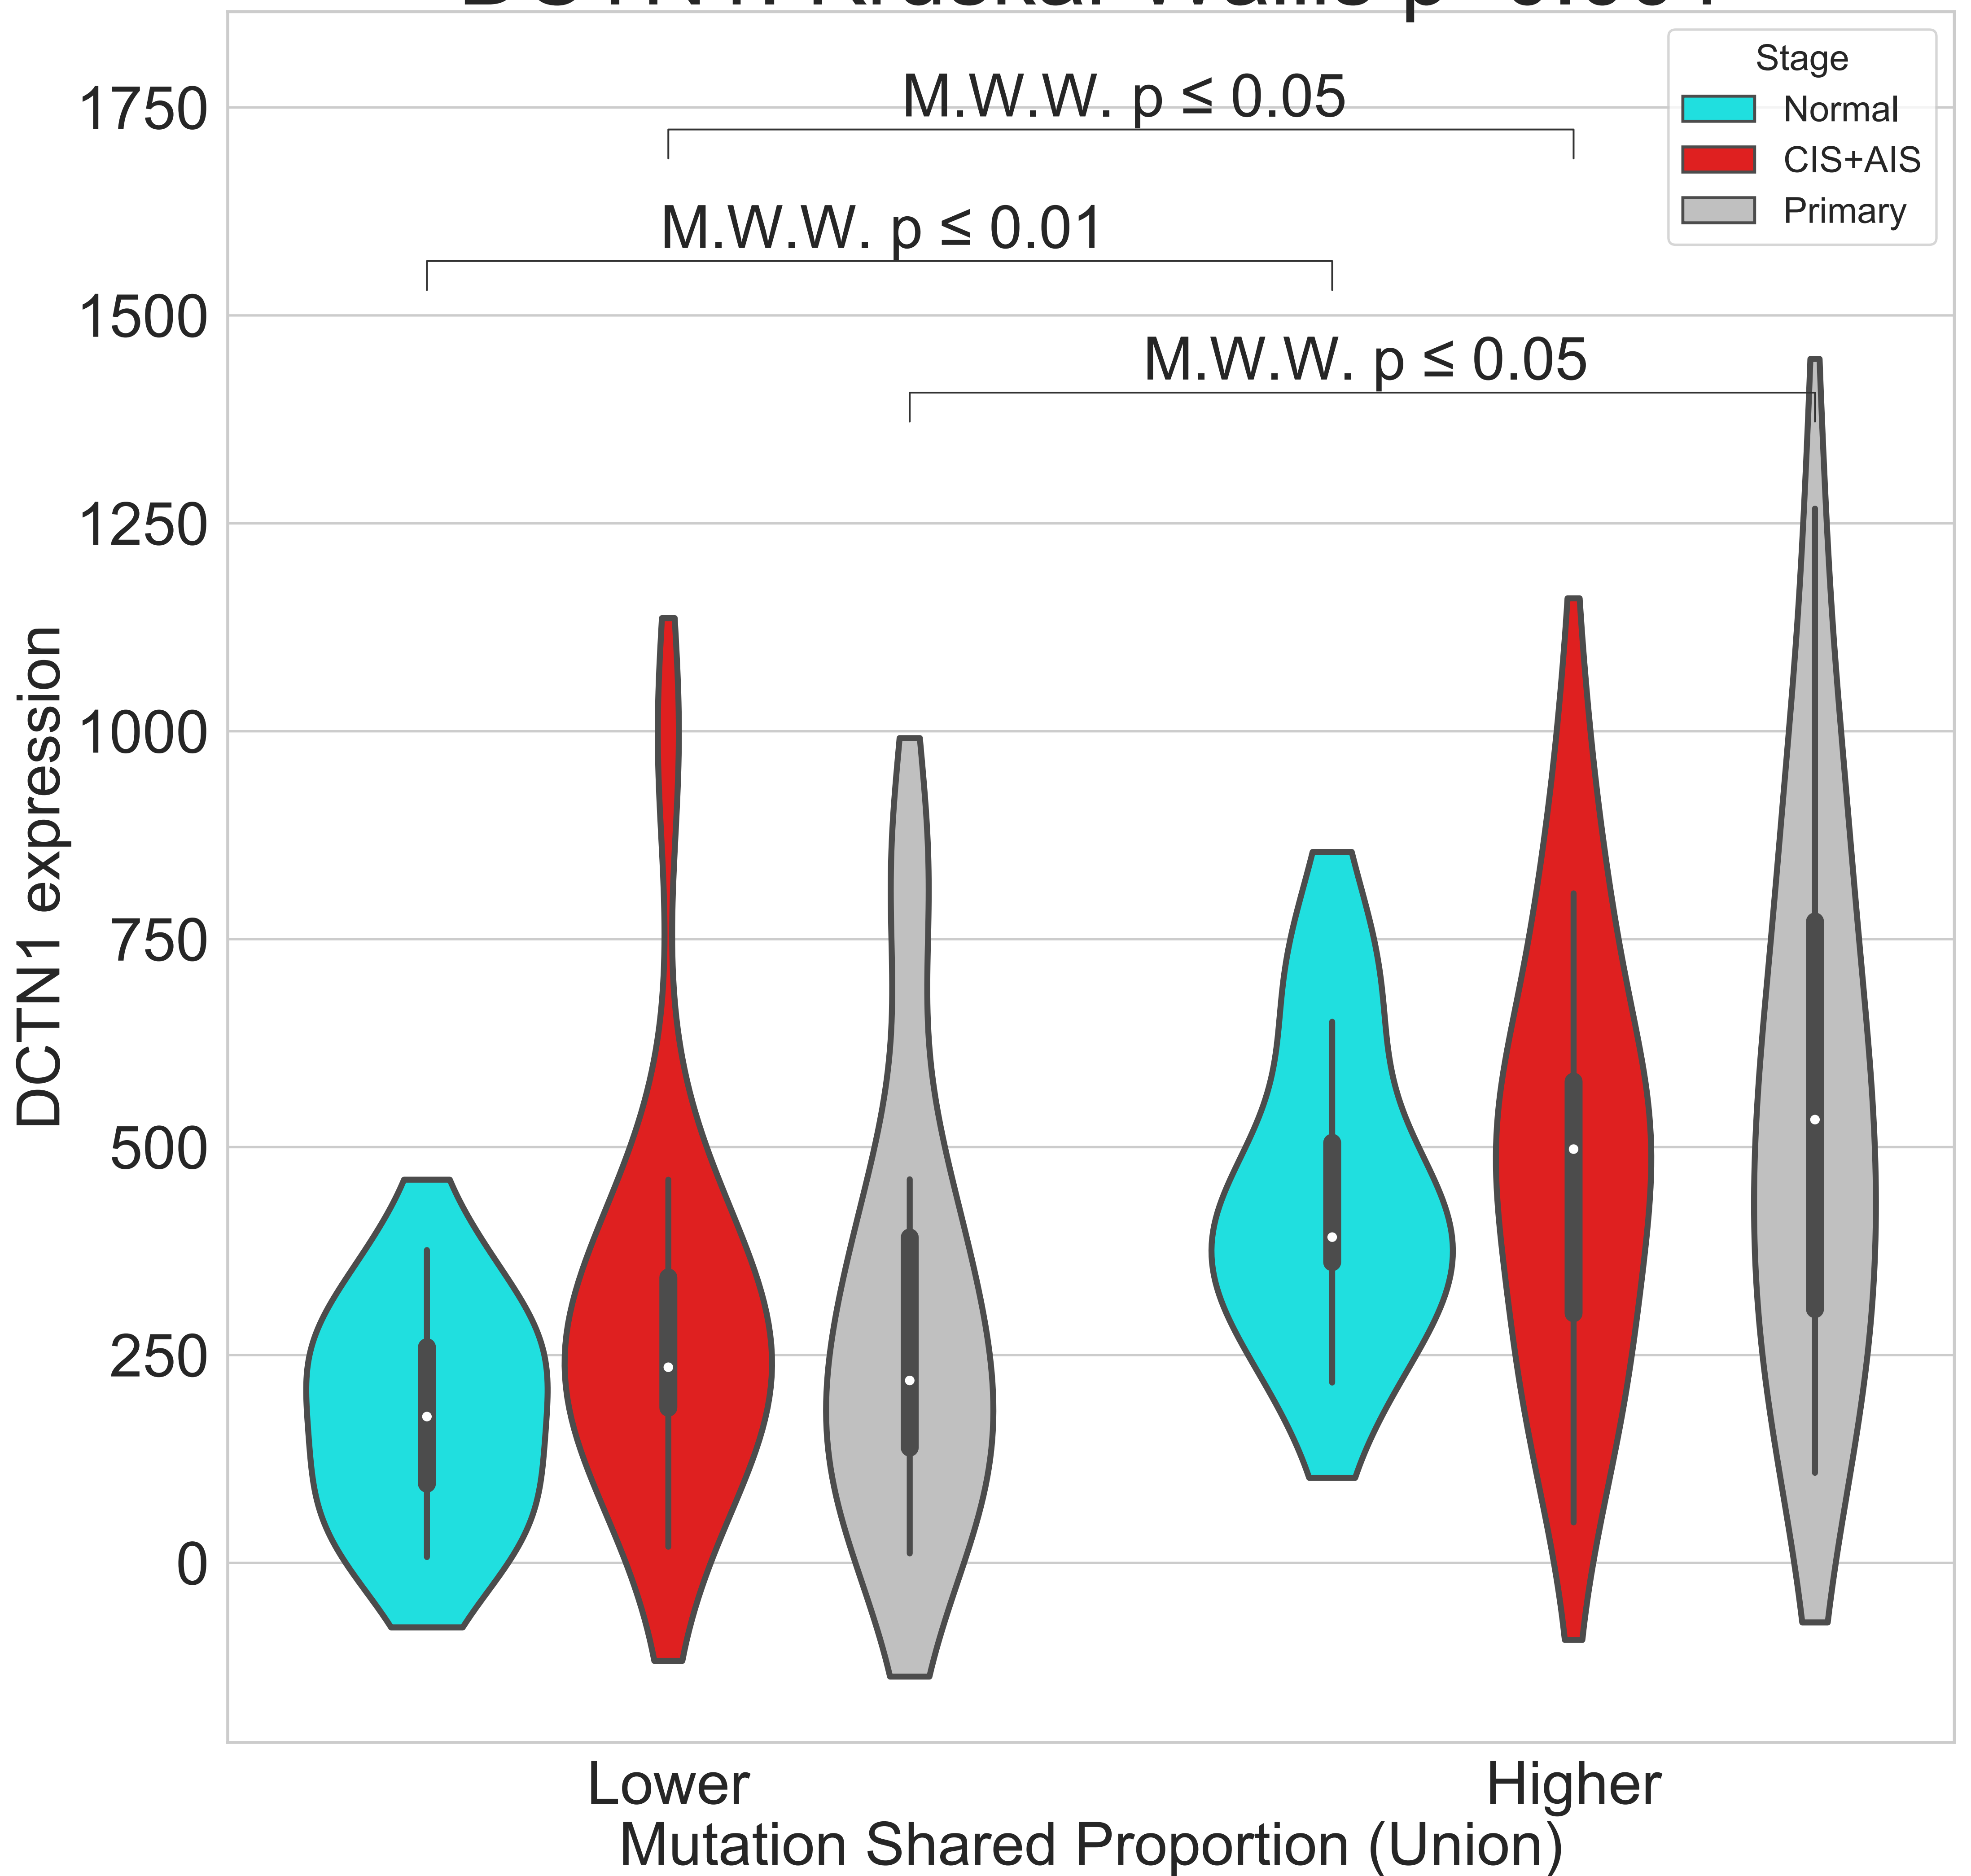 Stage
Normal
CIS+AIS
Primary
M.W.W. p ≤ 0.05
M.W.W. p ≤ 0.01
M.W.W. p ≤ 0.05
1750
1500
1250
1000
750
500
250
0
DCTN1 expression
Lower
Higher
Mutation Shared Proportion (Union)